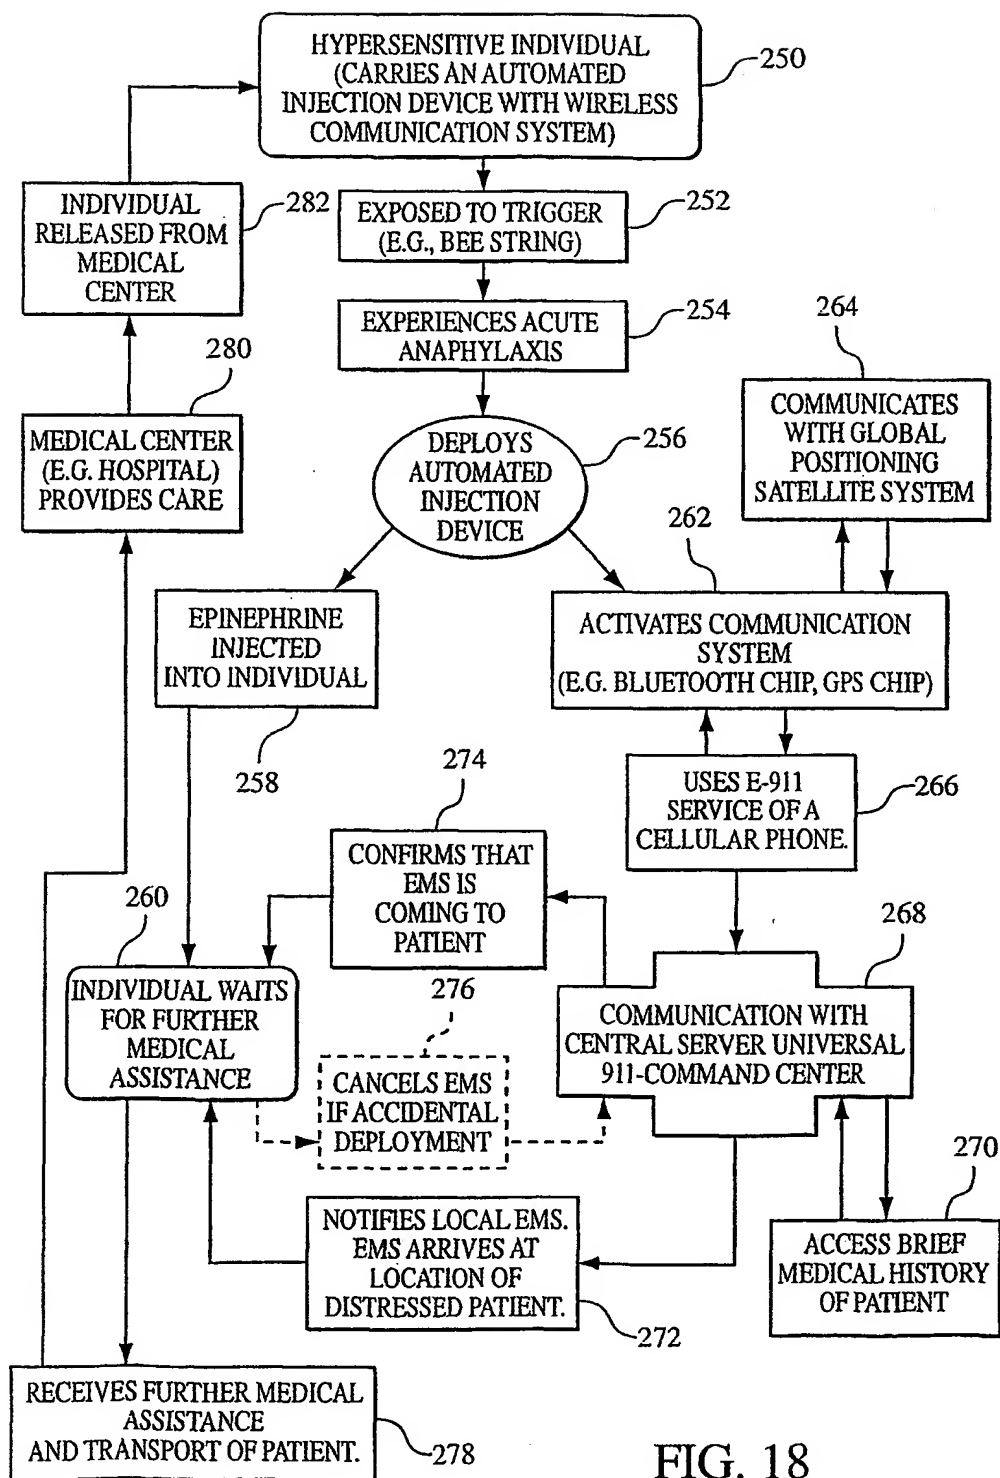 HYPERSENSITIVE INDIVIDUAL
(CARRIES AN AUTOMATED
INJECTION DEVICE WITH WIRELESS
COMMUNICATION SYSTEM)
250
EXPOSED TO TRIGGER
(E.G., BEE STRING)
252
EXPERIENCES ACUTE
ANAPHYLAXIS
254
DEPLOYS
AUTOMATED
INJECTION
DEVICE
256
EPINEPHRINE
INJECTED
INTO INDIVIDUAL
258
260
INDIVIDUAL WAITS
FOR FURTHER
MEDICAL
ASSISTANCE
262
ACTIVATES COMMUNICATION
SYSTEM
(E.G. BLUETOOTH CHIP, GPS CHIP)
264
COMMUNICATES
WITH GLOBAL
POSITIONING
SATELLITE SYSTEM
USES E-911
SERVICE OF A
CELLULAR PHONE.
266
268
COMMUNICATION WITH
CENTRAL SERVER UNIVERSAL
911-COMMAND CENTER
270
ACCESS BRIEF
MEDICAL HISTORY
OF PATIENT
NOTIFIES LOCAL EMS.
EMS ARRIVES AT
LOCATION OF
DISTRESSED PATIENT.
272
274
CONFIRMS THAT
EMS IS
COMING TO
PATIENT
276
CANCELS EMS
IF ACCIDENTAL
DEPLOYMENT
RECEIVES FURTHER MEDICAL
ASSISTANCE
AND TRANSPORT OF PATIENT.
278
280
MEDICAL CENTER
(E.G. HOSPITAL)
PROVIDES CARE
INDIVIDUAL
RELEASED FROM
MEDICAL
CENTER
282
FIG. 18